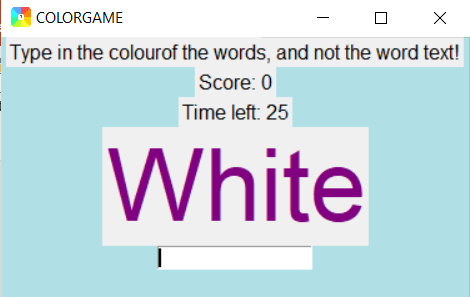 COLORGAME
Type in the colourof the words, and not the word text!
Score: 0
Time left: 25
White